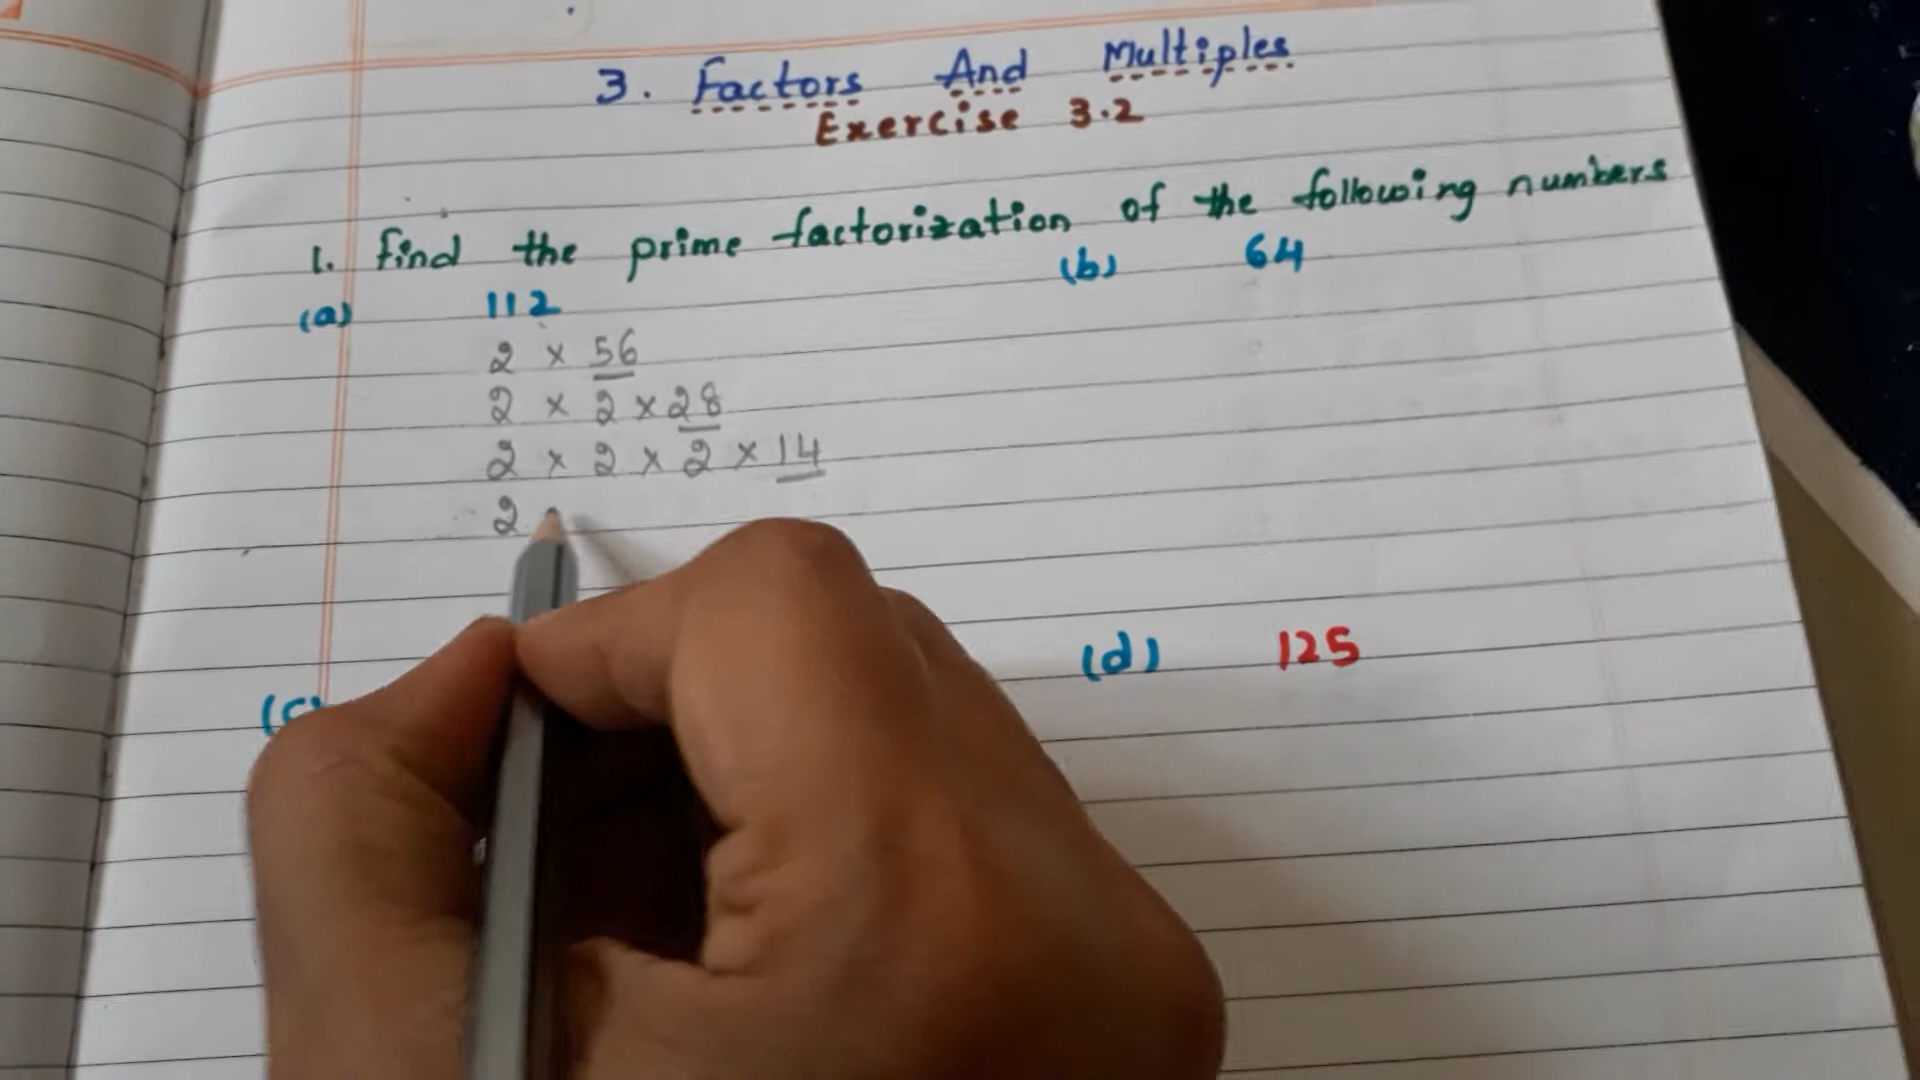 3. Factors And Multiples
Exercise 3.2
1. find the prime factorization of the following numbers
(a) 112 (b) 64
2 × 56
2 × 2 × 28
2 × 2 × 2 × 14
2
(c) (d) 125